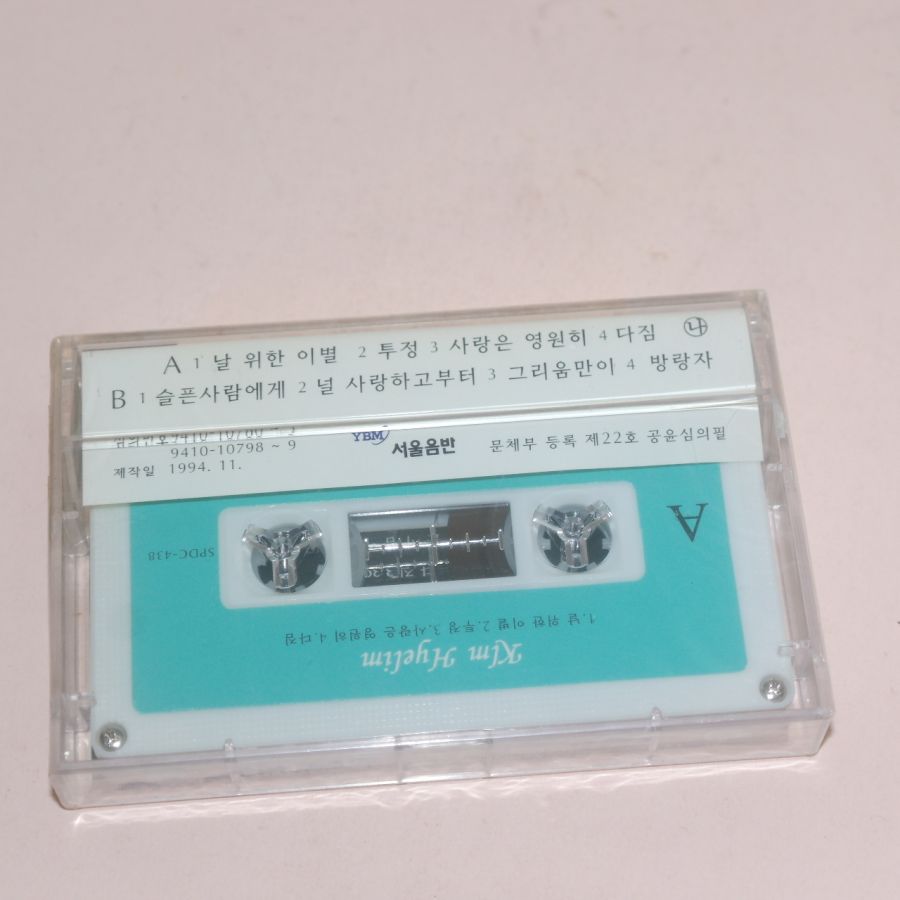 A 1 날 위한 이별 2 투정 3 사랑은 영원히 4 다짐 ㉯
B 1 슬픈사람에게 2 널 사랑하고부터 3 그리움만이 4 방랑자
9410-10798 ~ 9
YBM 서울음반 문체부 등록 제22호 공윤심의필
제작일 1994. 11.
A
SPDC-438
1.날 위한 이별 2.투정 3.사랑은 영원히 4.다짐
Kim Hyelim